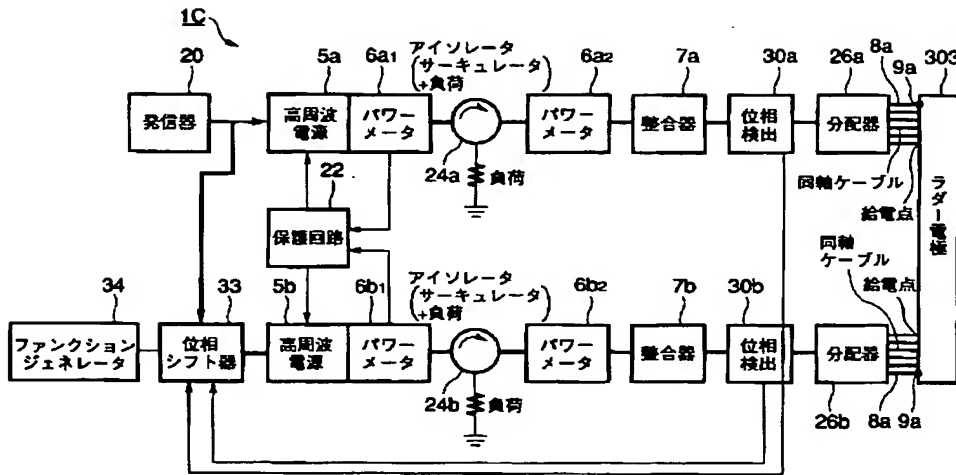 1C
20
5a
6a1
アイソレータ
(サーキュレータ)
+負荷
6a2
7a
30a
26a
8a
9a
303
発信器
高周波
電源
パワー
メータ
パワー
メータ
整合器
位相
検出
分配器
24a
負荷
22
保護回路
同軸ケーブル
給電点
ラダー電極
同軸
ケーブル
給電点
34
33
5b
6b1
アイソレータ
(サーキュレータ)
+負荷
6b2
7b
30b
ファンクション
ジェネレータ
位相
シフト器
高周波
電源
パワー
メータ
パワー
メータ
整合器
位相
検出
分配器
24b
負荷
26b
8a
9a